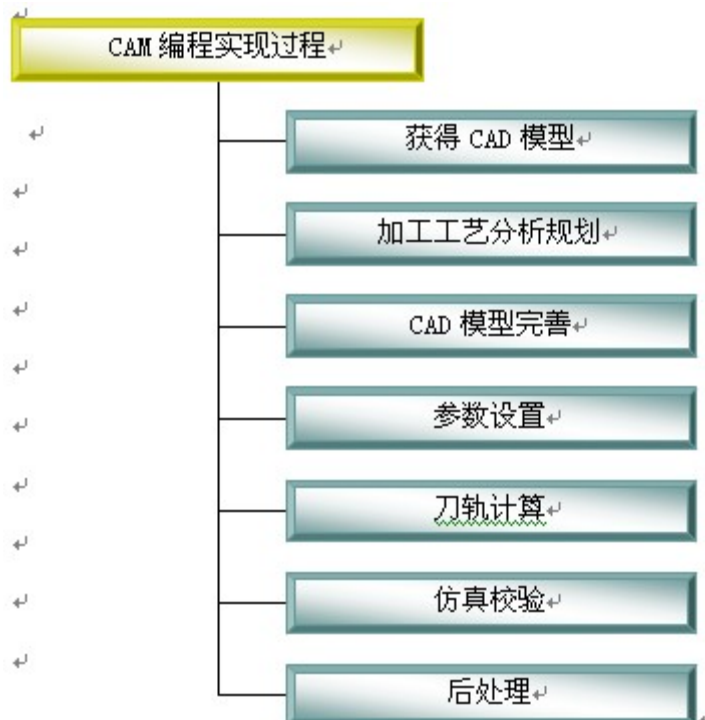 CAM 编程实现过程
获得 CAD 模型
加工工艺分析规划
CAD 模型完善
参数设置
刀轨计算
仿真校验
后处理